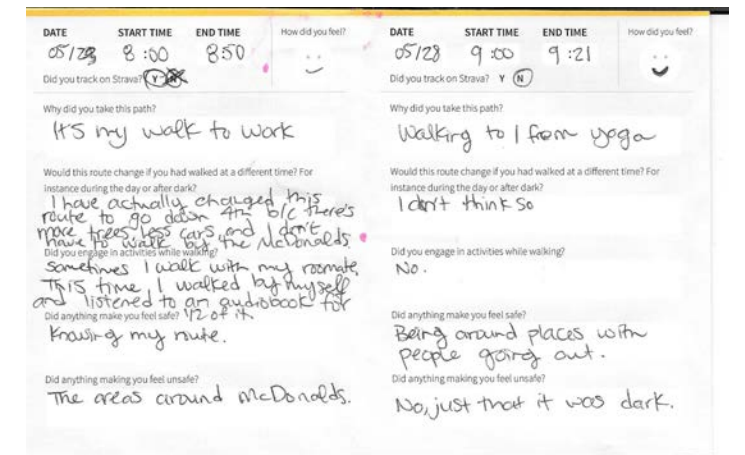 DATE START TIME END TIME How did you feel?
05/28 8:00 8:50
Did you track on Strava? Y N
Why did you take this path?
It's my walk to work
Would this route change if you had walked at a different time? For
instance during the day or after dark?
I have actually changed this
route to go down 4th b/c there's
more trees, less cars, and I don't
have to walk by the McDonalds.
Did you engage in activities while walking?
sometimes I walk with my roomate,
This time, I walked by myself
and listened to an audiobook for
1/2 of it.
Did anything make you feel safe?
Knowing my route.
Did anything making you feel unsafe?
The areas around McDonalds.
DATE START TIME END TIME How did you feel?
05/28 9:00 9:21
Did you track on Strava? Y N
Why did you take this path?
Walking to / from yoga
Would this route change if you had walked at a different time? For
instance during the day or after dark?
I don't think so
Did you engage in activities while walking?
No.
Did anything make you feel safe?
Being around places with
people going out.
Did anything making you feel unsafe?
No, just that it was dark.